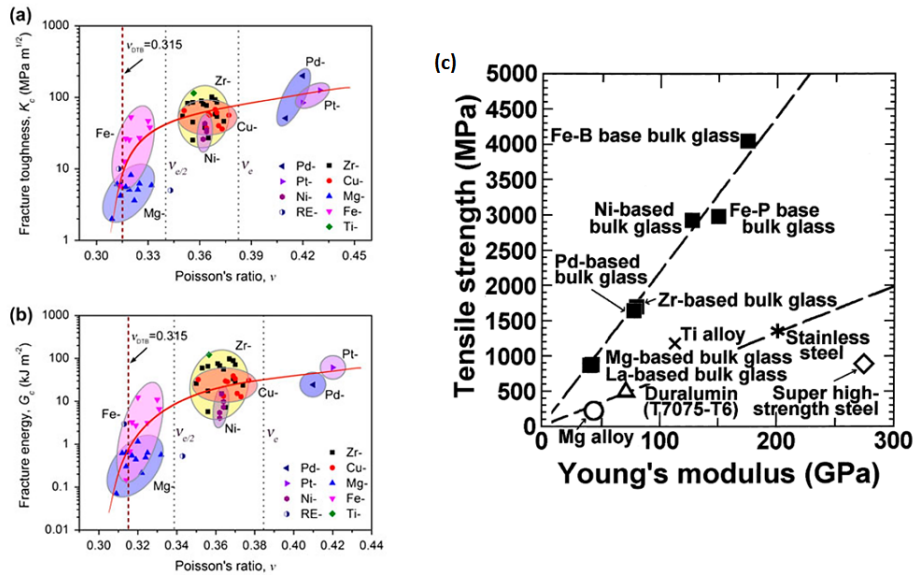 (a)
1000
100
10
1
Fracture toughness, K_c (MPa m^1/2)
ν_DTB=0.315
Zr-
Pd-
Pt-
Fe-
Cu-
Ni-
Mg-
ν_e/2
ν_e
Pd- Zr-
Pt- Cu-
Ni- Mg-
RE- Fe-
Ti-
0.30 0.33 0.36 0.39 0.42 0.45
Poisson's ratio, ν
(b)
1000
100
10
1
0.1
0.01
Fracture energy. G_c (kJ m^-2)
ν_DTB=0.315
Zr-
Pt-
Fe-
Cu-
Pd-
Ni-
Mg-
ν_e/2
ν_e
Pd- Zr-
Pt- Cu-
Ni- Mg-
RE- Fe-
Ti-
0.30 0.32 0.34 0.36 0.38 0.40 0.42 0.44
Poisson's ratio, ν
(c)
5000
4500
4000
3500
3000
2500
2000
1500
1000
500
0
Tensile strength (MPa)
Fe-B base bulk glass
Ni-based
bulk glass
Fe-P base
bulk glass
Pd-based
bulk glass
Zr-based bulk glass
Ti alloy
Stainless
steel
Mg-based bulk glass
La-based bulk glass
Duralumin
(T7075-T6)
Super high-
strength steel
Mg alloy
0 100 200 300
Young's modulus (GPa)